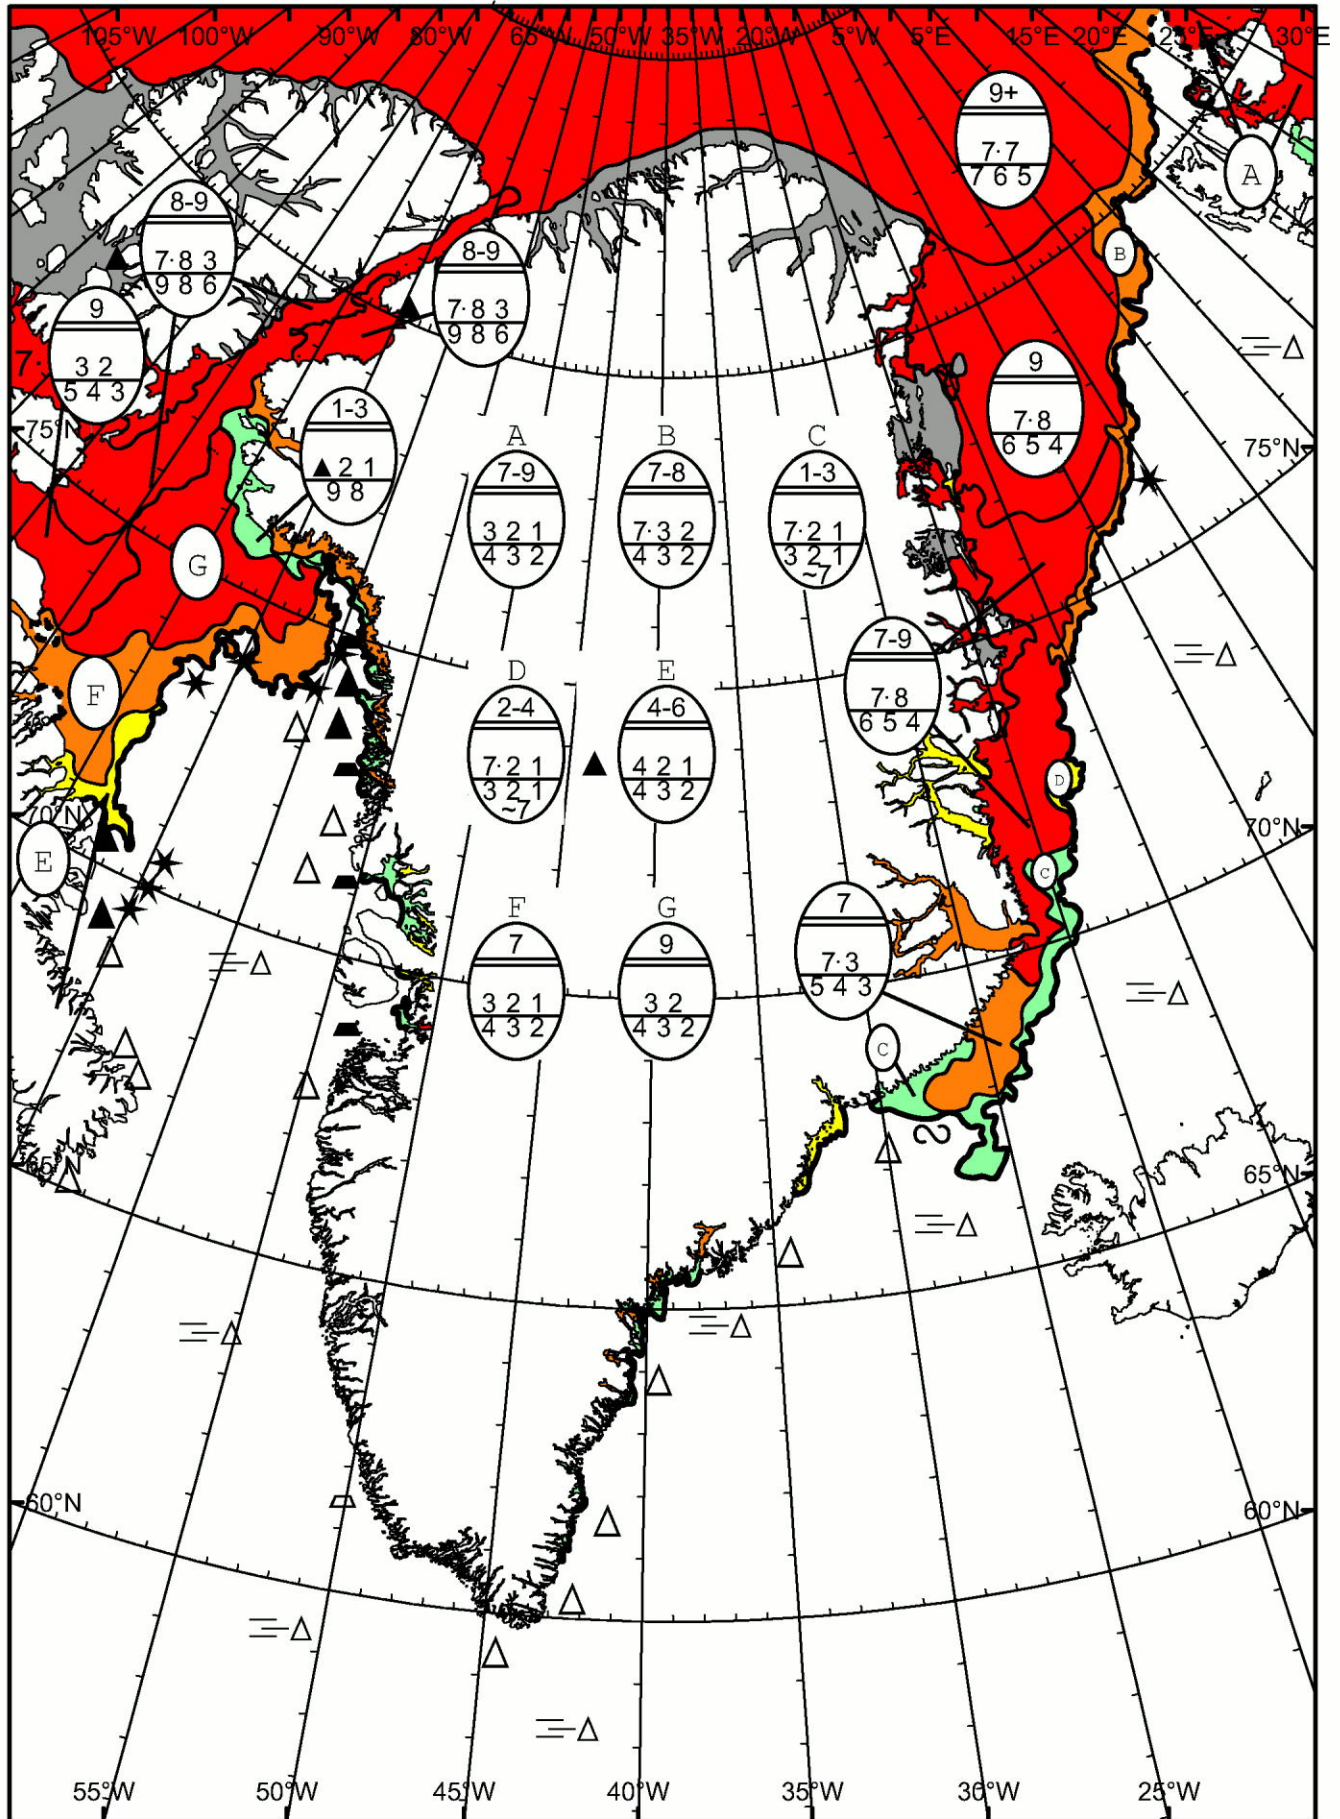 105°W 100°W 90°W 80°W 65°W 50°W 35°W 20°W 5°W 5°E 15°E 20°E 25°E 30°E
9+
7·7
7 6 5
A
8-9
7·8 3
9 8 6
B
8-9
7·8 3
9 8 6
9
3 2
5 4 3
7·
9
7·8
6 5 4
1-3
▲ 2 1
9 8
75°N
75°N
A B C
7-9 7-8 1-3
3 2 1 7·3 2 7·2 1
4 3 2 4 3 2 3 2 1
~7
G
7-9
7·8
6 5 4
F
D E
2-4 4-6
7·2 1 4 2 1
3 2 1 4 3 2
~7
D
70°N
70°N
E
C
F G
7 9
3 2 1 3 2
4 3 2 4 3 2
7
7·3
5 4 3
C
65°
65°N
60°N
60°N
55°W 50°W 45°W 40°W 35°W 30°W 25°W